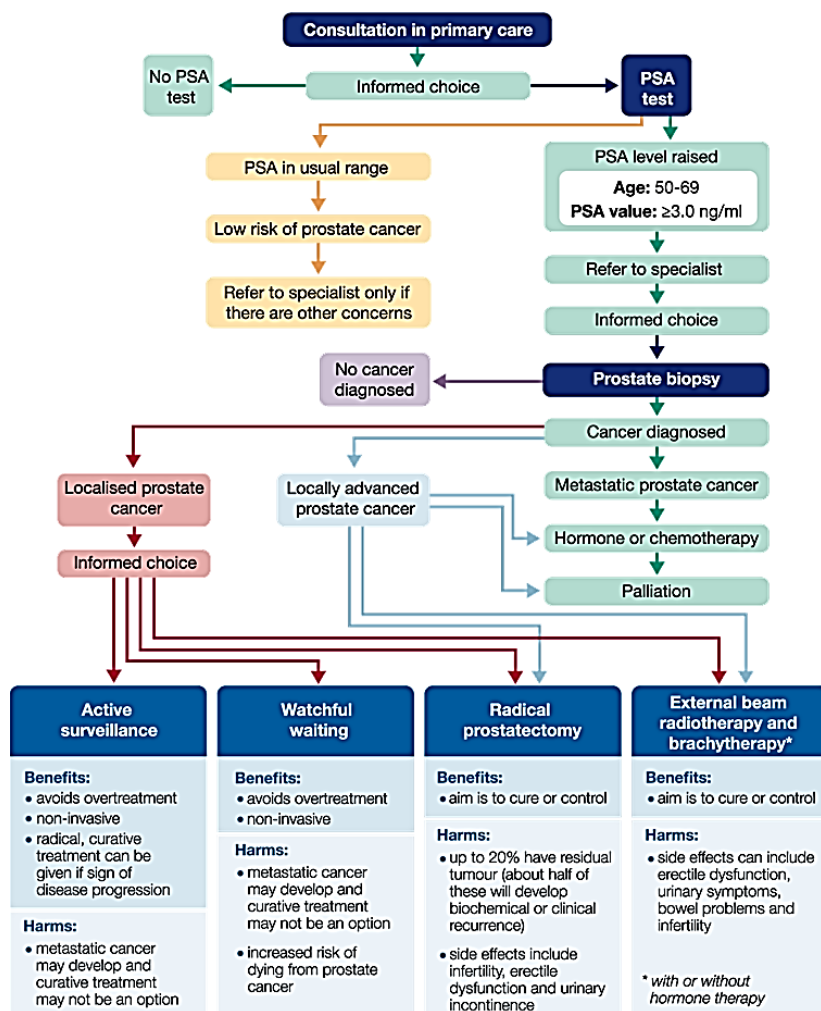 Consultation in primary care
No PSA
test
Informed choice
PSA
test
PSA in usual range
PSA level raised
Age: 50-69
PSA value: ≥3.0 ng/ml
Low risk of prostate cancer
Refer to specialist
Refer to specialist only if
there are other concerns
Informed choice
No cancer
diagnosed
Prostate biopsy
Cancer diagnosed
Localised prostate
cancer
Locally advanced
prostate cancer
Metastatic prostate cancer
Hormone or chemotherapy
Informed choice
Palliation
Active
surveillance
Benefits:
• avoids overtreatment
• non-invasive
• radical, curative
treatment can be
given if sign of
disease progression
Harms:
• metastatic cancer
may develop and
curative treatment
may not be an option
Watchful
waiting
Benefits:
• avoids overtreatment
• non-invasive
Harms:
• metastatic cancer
may develop and
curative treatment
may not be an option
• increased risk of
dying from prostate
cancer
Radical
prostatectomy
Benefits:
• aim is to cure or control
Harms:
• up to 20% have residual
tumour (about half of
these will develop
biochemical or clinical
recurrence)
• side effects include
infertility, erectile
dysfunction and urinary
incontinence
External beam
radiotherapy and
brachytherapy*
Benefits:
• aim is to cure or control
Harms:
• side effects can include
erectile dysfunction,
urinary symptoms,
bowel problems and
infertility
* with or without
hormone therapy